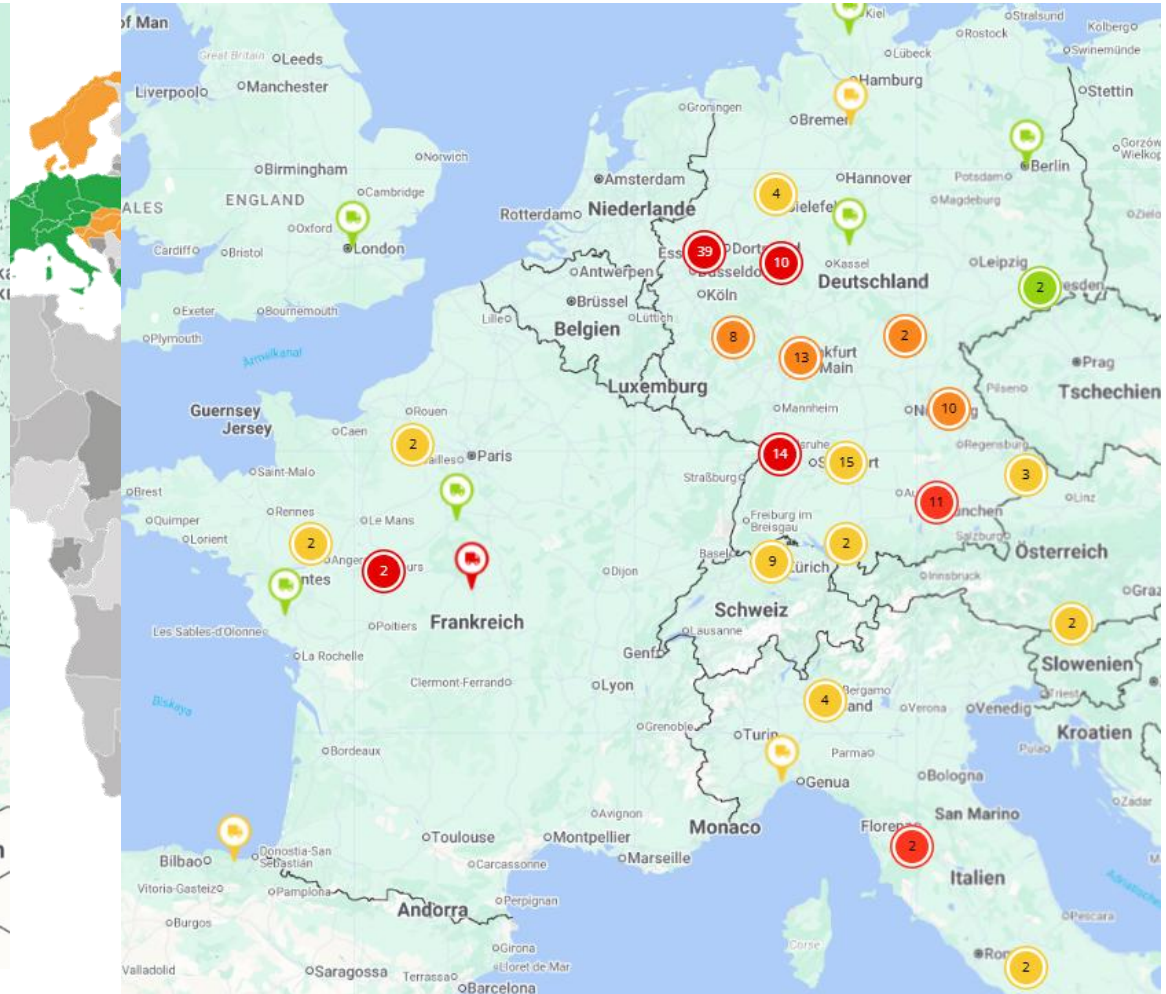 of Man
Kiel
Stralsund
Kolberg
Rostock
Great Britain
Leeds
Lübeck
Swinemünde
Liverpool
Manchester
Hamburg
Stettin
Groningen
Bremen
Norwich
Birmingham
Berlin
Amsterdam
Hannover
Potsdam
Cambridge
4
ENGLAND
Magdeburg
Rotterdam
Niederlande
Oxford
London
Cardiff
Bristol
39
10
Kassel
Leipzig
Antwerpen
Deutschland
2
Köln
Brüssel
Exeter
Bournemouth
Lille
Lüttich
Belgien
Plymouth
8
2
13
Ärmelkanal
Main
Prag
Luxemburg
Tschechien
Pilsen
Guernsey
Jersey
Rouen
Mannheim
10
Caen
2
Regensburg
Paris
14
15
Saint-Malo
Straßburg
3
Brest
Linz
11
Rennes
Freiburg im
Breisgau
Quimper
Le Mans
Salzburg
Lorient
2
2
Österreich
Basel
9
2
Dijon
Innsbruck
Graz
Schweiz
Frankreich
2
Les Sables-d'Olonne
Poitiers
Lausanne
La Rochelle
Genf
Slowenien
Clermont-Ferrand
Lyon
4
Bergamo
Triest
Biskaya
Verona
Venedig
Grenoble
Turin
Kroatien
Bordeaux
Parma
Pula
Genua
Bologna
Zadar
Avignon
San Marino
Monaco
Toulouse
Montpellier
2
Bilbao
Donostia-San
Sebastián
Marseille
Carcassonne
Italien
Vitoria-Gasteiz
Pamplona
Perpignan
Andorra
Burgos
Pescara
Corse
Girona
Valladolid
Saragossa
Terrassa
Lloret de Mar
2
Barcelona